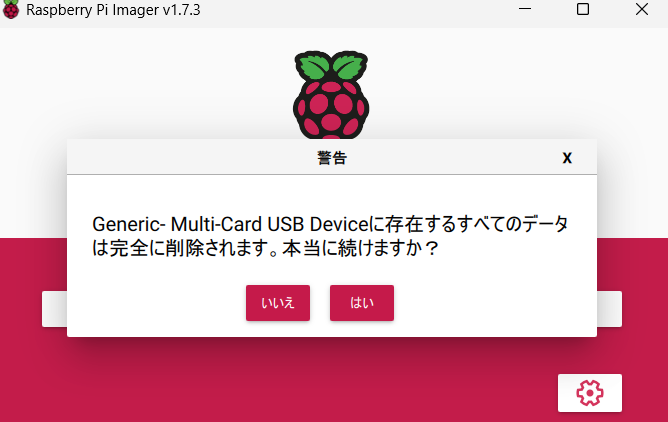 Raspberry Pi Imager v1.7.3
警告
X
Generic- Multi-Card USB Deviceに存在するすべてのデータ
は完全に削除されます。本当に続けますか？
いいえ
はい